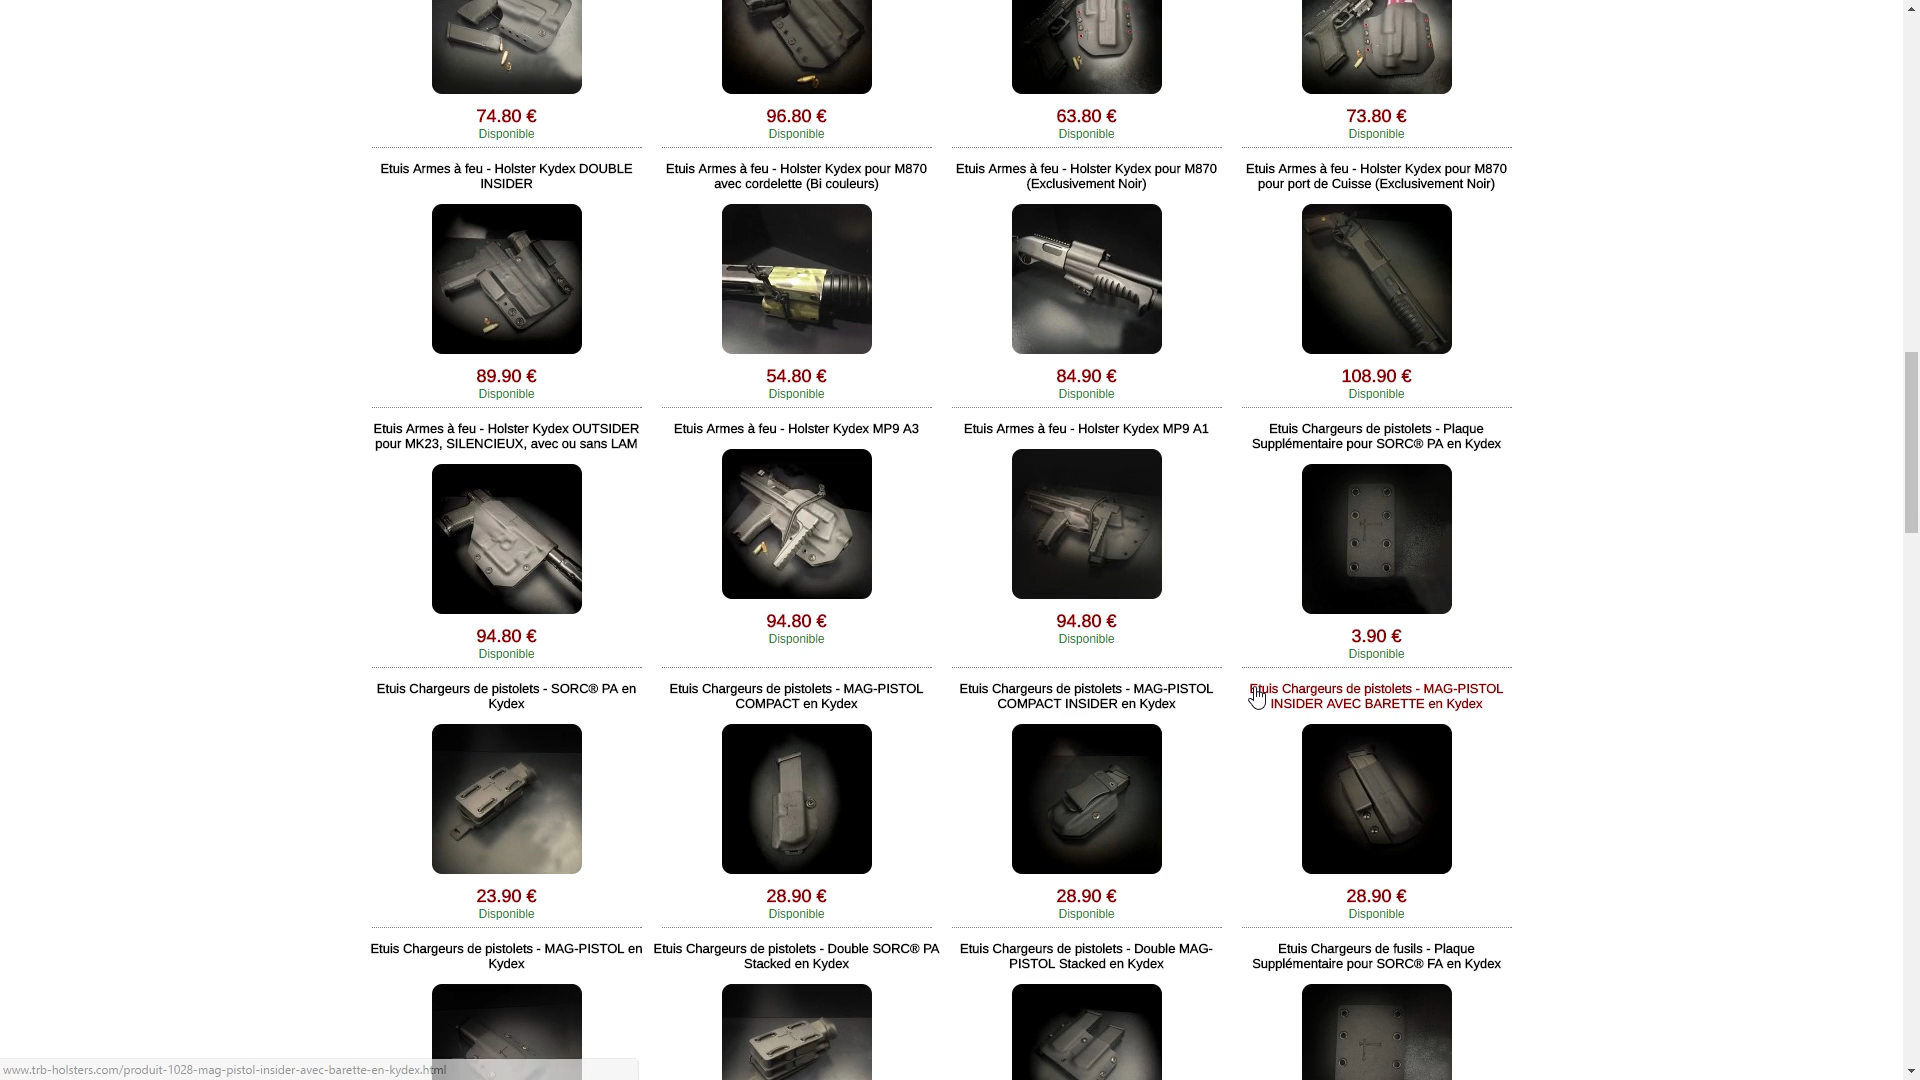 74.80 €
Disponible
96.80 €
Disponible
63.80 €
Disponible
73.80 €
Disponible
Etuis Armes à feu - Holster Kydex DOUBLE
INSIDER
Etuis Armes à feu - Holster Kydex pour M870
avec cordelette (Bi couleurs)
Etuis Armes à feu - Holster Kydex pour M870
(Exclusivement Noir)
Etuis Armes à feu - Holster Kydex pour M870
pour port de Cuisse (Exclusivement Noir)
89.90 €
Disponible
54.80 €
Disponible
84.90 €
Disponible
108.90 €
Disponible
Etuis Armes à feu - Holster Kydex OUTSIDER
pour MK23, SILENCIEUX, avec ou sans LAM
Etuis Armes à feu - Holster Kydex MP9 A3
Etuis Armes à feu - Holster Kydex MP9 A1
Etuis Chargeurs de pistolets - Plaque
Supplémentaire pour SORC® PA en Kydex
94.80 €
Disponible
94.80 €
Disponible
94.80 €
Disponible
3.90 €
Disponible
Etuis Chargeurs de pistolets - SORC® PA en
Kydex
Etuis Chargeurs de pistolets - MAG-PISTOL
COMPACT en Kydex
Etuis Chargeurs de pistolets - MAG-PISTOL
COMPACT INSIDER en Kydex
Etuis Chargeurs de pistolets - MAG-PISTOL
INSIDER AVEC BARETTE en Kydex
23.90 €
Disponible
28.90 €
Disponible
28.90 €
Disponible
28.90 €
Disponible
Etuis Chargeurs de pistolets - MAG-PISTOL en
Kydex
Etuis Chargeurs de pistolets - Double SORC® PA
Stacked en Kydex
Etuis Chargeurs de pistolets - Double MAG-
PISTOL Stacked en Kydex
Etuis Chargeurs de fusils - Plaque
Supplémentaire pour SORC® FA en Kydex
www.trb-holsters.com/produit-1028-mag-pistol-insider-avec-barette-en-kydex.html